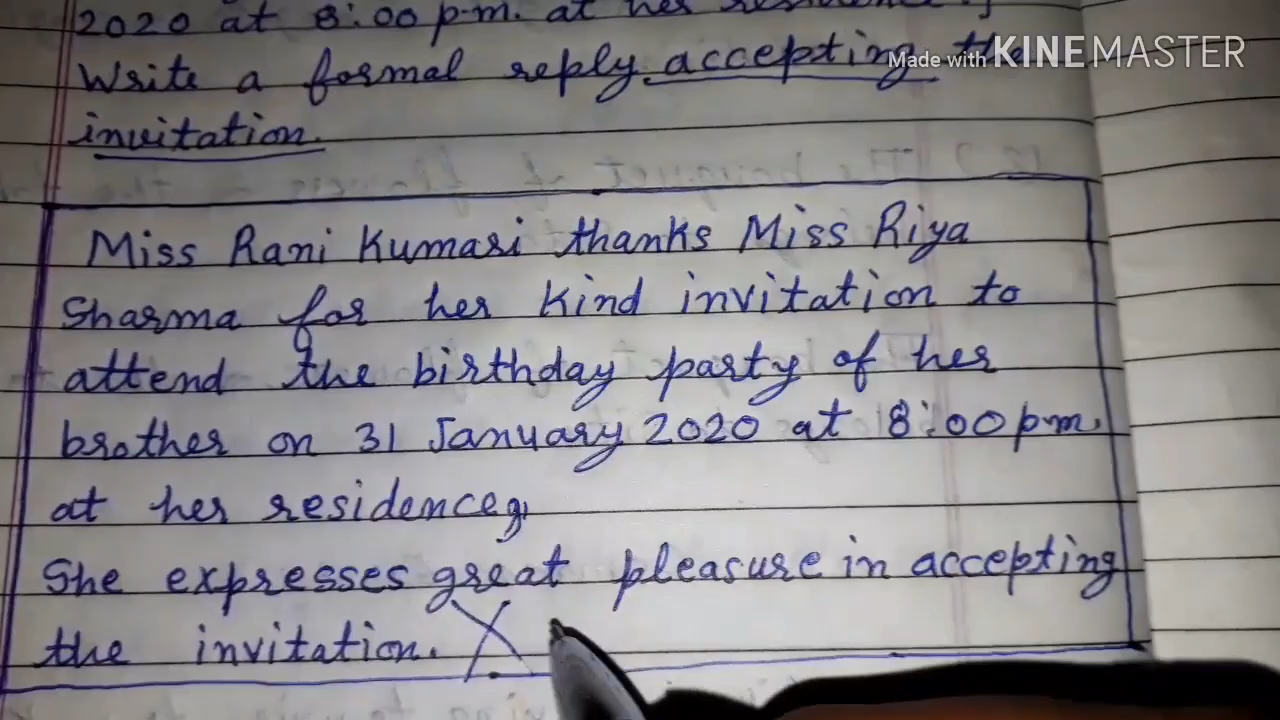 2020 at 8:00 p.m. at her residence.]
Write a formal reply accepting the
invitation.
Made with KINEMASTER
Miss Rani Kumari thanks Miss Riya
Sharma for her kind invitation to
attend the birthday party of her
brother on 31 January 2020 at 8:00 p.m.
at her residence.
She expresses great pleasure in accepting
the invitation. X